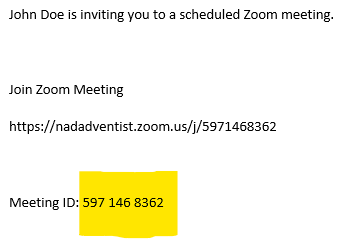 John Doe is inviting you to a scheduled Zoom meeting.
Join Zoom Meeting
https://nadadventist.zoom.us/j/5971468362
Meeting ID: 597 146 8362